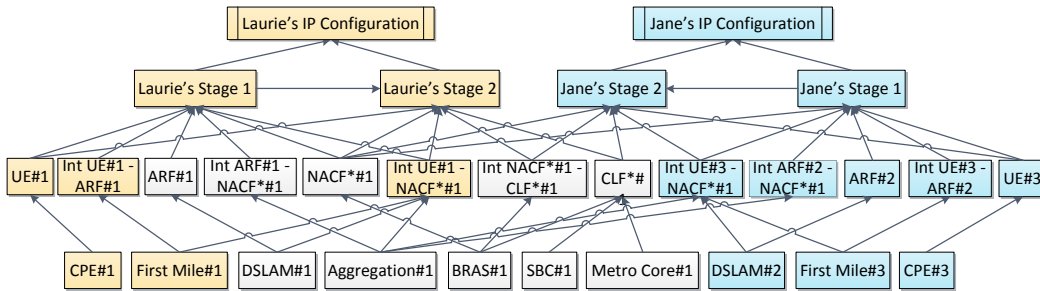 Laurie's IP Configuration
Jane's IP Configuration
Laurie's Stage 1
Laurie's Stage 2
Jane's Stage 2
Jane's Stage 1
UE#1
Int UE#1 -
ARF#1
ARF#1
Int ARF#1 -
NACF*#1
NACF*#1
Int UE#1 -
NACF*#1
Int NACF*#1 -
CLF*#1
CLF*#
1
Int UE#3 -
NACF*#1
Int ARF#2 -
NACF*#1
ARF#2
Int UE#3 -
ARF#2
UE#3
CPE#1
First Mile#1
DSLAM#1
Aggregation#1
BRAS#1
SBC#1
Metro Core#1
DSLAM#2
First Mile#3
CPE#3